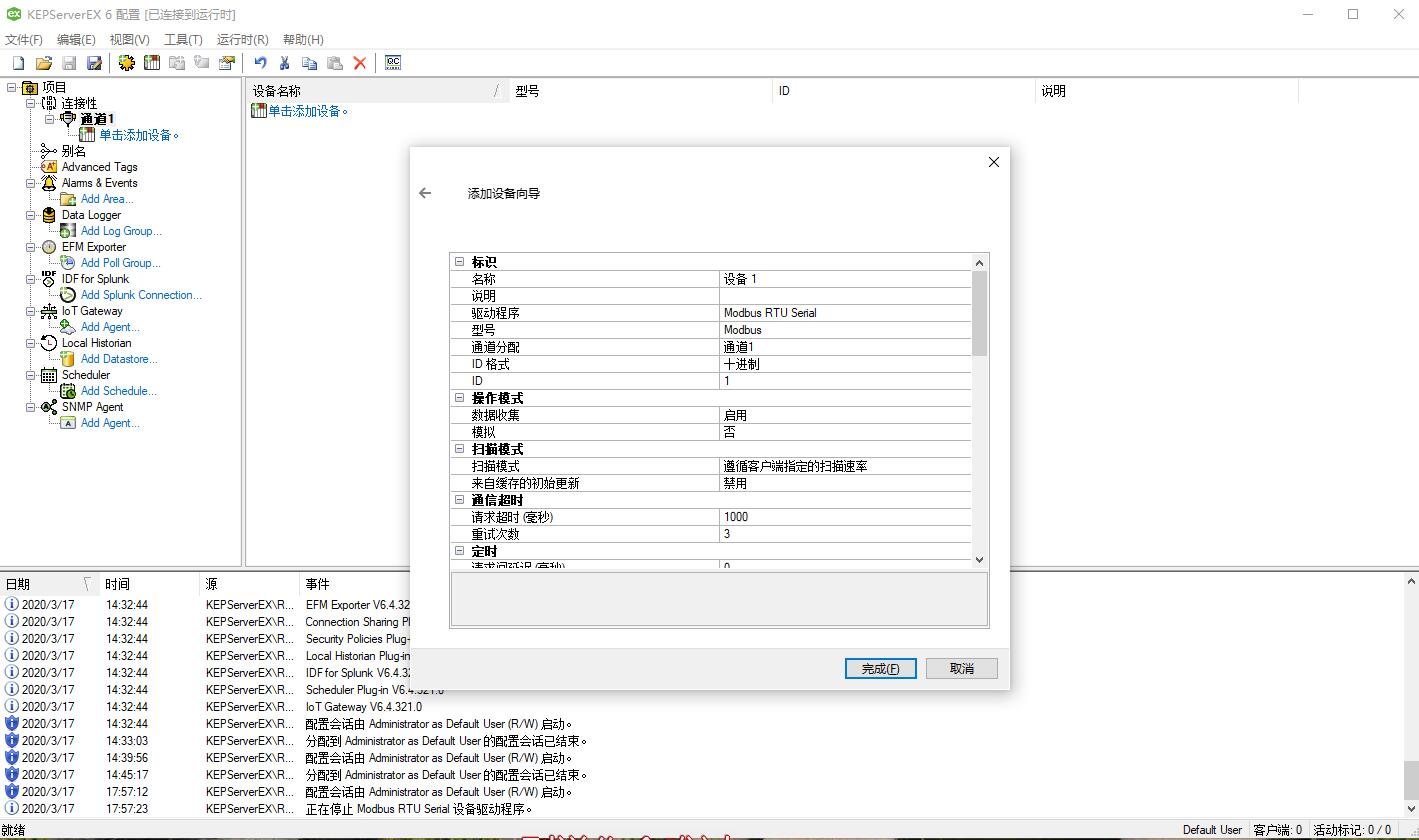 KEPServerEX 6 配置 [已连接到运行时]
文件(F) 编辑(E) 视图(V) 工具(T) 运行时(R) 帮助(H)
项目
连接性
通道1
单击添加设备。
别名
Advanced Tags
Alarms & Events
Add Area...
Data Logger
Add Log Group...
EFM Exporter
Add Poll Group...
IDF for Splunk
Add Splunk Connection...
IoT Gateway
Add Agent...
Local Historian
Add Datastore...
Scheduler
Add Schedule...
SNMP Agent
Add Agent...
设备名称 型号 ID 说明
单击添加设备。
添加设备向导
标识
名称 设备 1
说明
驱动程序 Modbus RTU Serial
型号 Modbus
通道分配 通道1
ID 格式 十进制
ID 1
操作模式
数据收集 启用
模拟 否
扫描模式
扫描模式 遵循客户端指定的扫描速率
来自缓存的初始更新 禁用
通信超时
请求超时 (毫秒) 1000
重试次数 3
定时
请求间延迟 (毫秒) 0
完成(F) 取消
日期 时间 源 事件
2020/3/17 14:32:44 KEPServerEX\R... EFM Exporter V6.4.32
2020/3/17 14:32:44 KEPServerEX\R... Connection Sharing Pl
2020/3/17 14:32:44 KEPServerEX\R... Security Policies Plug-
2020/3/17 14:32:44 KEPServerEX\R... Local Historian Plug-in
2020/3/17 14:32:44 KEPServerEX\R... IDF for Splunk V6.4.32
2020/3/17 14:32:44 KEPServerEX\R... Scheduler Plug-in V6.4.321.0
2020/3/17 14:32:44 KEPServerEX\R... IoT Gateway V6.4.321.0
2020/3/17 14:32:44 KEPServerEX\R... 配置会话由 Administrator as Default User (R/W) 启动。
2020/3/17 14:33:03 KEPServerEX\R... 分配到 Administrator as Default User 的配置会话已结束。
2020/3/17 14:39:56 KEPServerEX\R... 配置会话由 Administrator as Default User (R/W) 启动。
2020/3/17 14:45:17 KEPServerEX\R... 分配到 Administrator as Default User 的配置会话已结束。
2020/3/17 17:57:12 KEPServerEX\R... 配置会话由 Administrator as Default User (R/W) 启动。
2020/3/17 17:57:23 KEPServerEX\R... 正在停止 Modbus RTU Serial 设备驱动程序。
就绪 Default User 客户端: 0 活动标记: 0 / 0